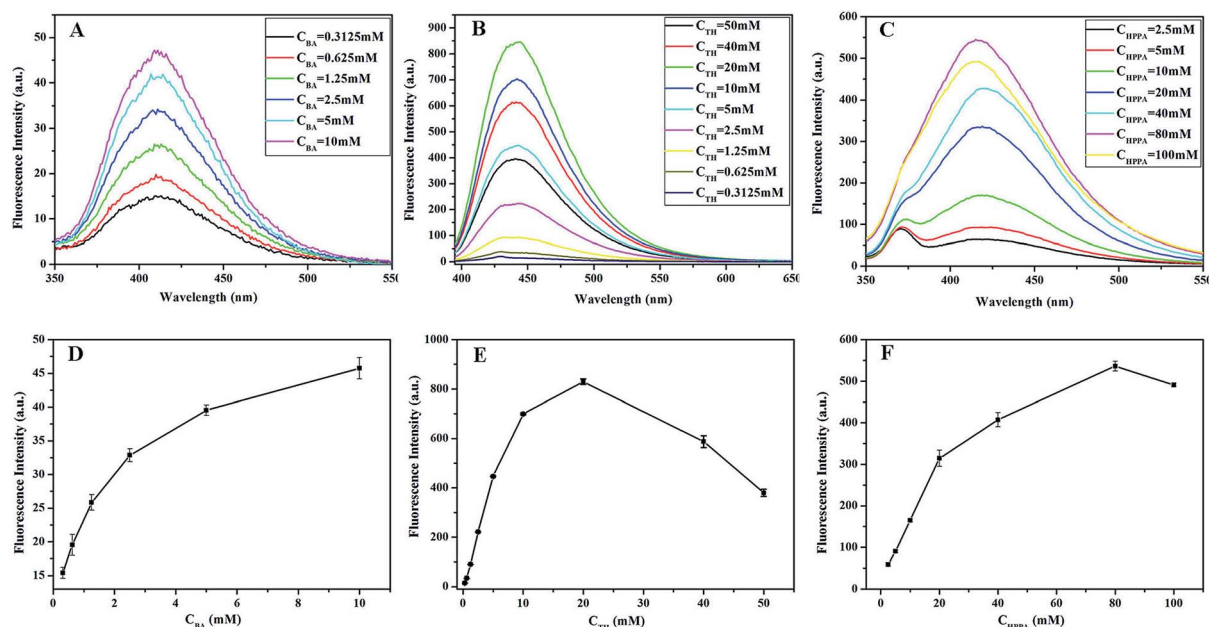 A
Fluorescence Intensity (a.u.)
50
40
30
20
10
0
350
400
450
500
550
Wavelength (nm)
C_BA=0.3125mM
C_BA=0.625mM
C_BA=1.25mM
C_BA=2.5mM
C_BA=5mM
C_BA=10mM
B
Fluorescence Intensity (a.u.)
900
800
700
600
500
400
300
200
100
0
400
450
500
550
600
650
Wavelength (nm)
C_TH=50mM
C_TH=40mM
C_TH=20mM
C_TH=10mM
C_TH=5mM
C_TH=2.5mM
C_TH=1.25mM
C_TH=0.625mM
C_TH=0.3125mM
C
Fluorescence Intensity (a.u.)
600
500
400
300
200
100
0
350
400
450
500
550
Wavelength (nm)
C_HPPA=2.5mM
C_HPPA=5mM
C_HPPA=10mM
C_HPPA=20mM
C_HPPA=40mM
C_HPPA=80mM
C_HPPA=100mM
D
Fluorescence Intensity (a.u.)
50
45
40
35
30
25
20
15
0
2
4
6
8
10
C_BA (mM)
E
Fluorescence Intensity (a.u.)
1000
800
600
400
200
0
0
10
20
30
40
50
C_TH (mM)
F
Fluorescence Intensity (a.u.)
600
500
400
300
200
100
0
0
20
40
60
80
100
C_HPPA (mM)